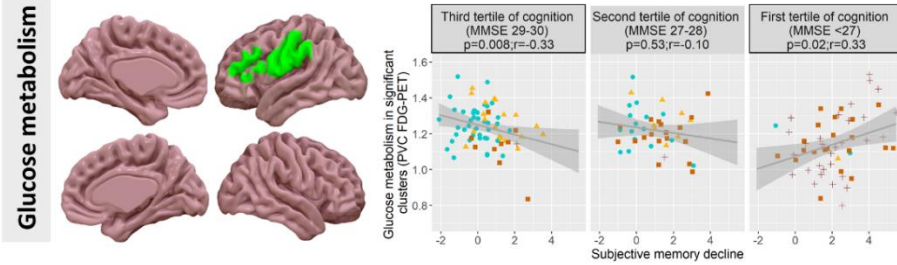 Glucose metabolism
Third tertile of cognition
(MMSE 29-30)
p=0.008;r=-0.33
Second tertile of cognition
(MMSE 27-28)
p=0.53;r=-0.10
First tertile of cognition
(MMSE <27)
p=0.02;r=0.33
Glucose metabolism in significant
clusters (PVC FDG-PET)
1.6
1.4
1.2
1.0
0.8
-2 0 2 4
-2 0 2 4
-2 0 2 4
Subjective memory decline